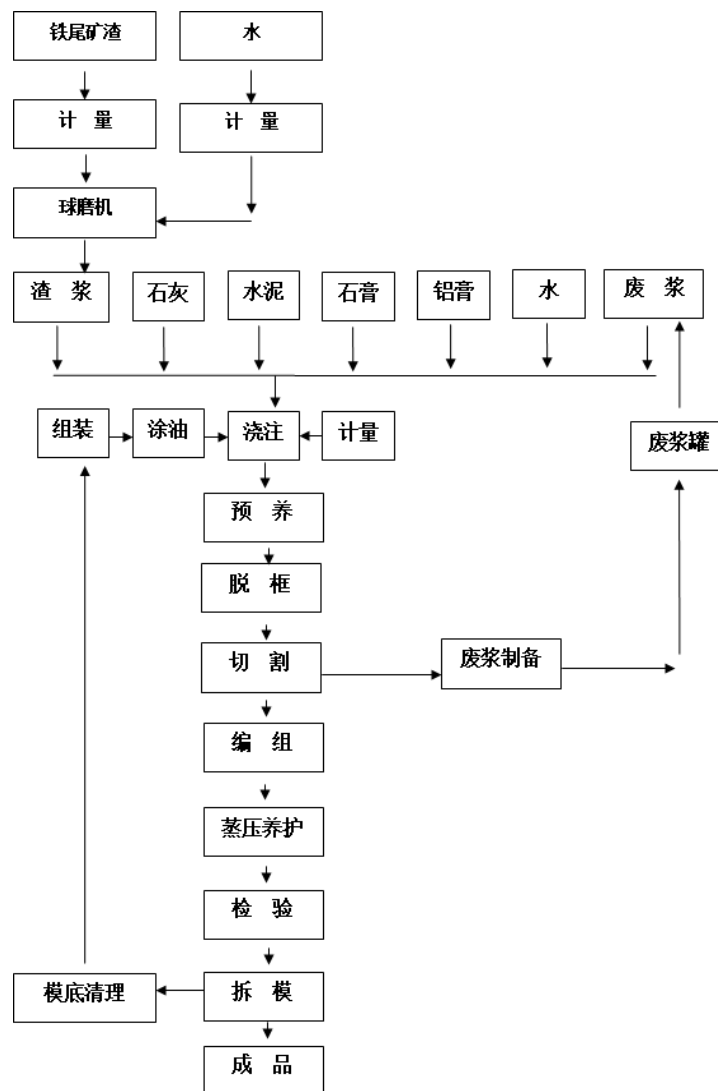 铁尾矿渣
水
计 量
计 量
球磨机
渣 浆
石灰
水泥
石膏
铝膏
水
废 浆
组装
涂油
浇注
计量
废浆罐
预 养
脱 框
切 割
废浆制备
编 组
蒸压养护
检 验
模底清理
拆 模
成 品